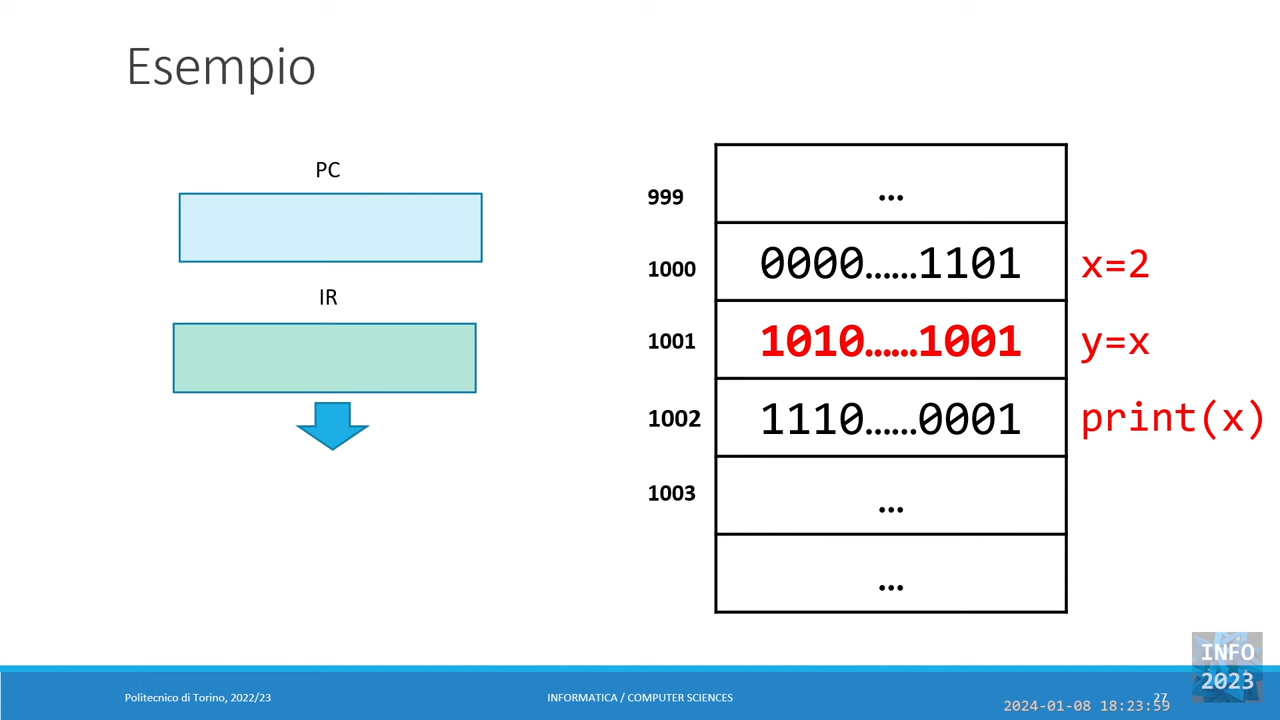 Esempio
PC
IR
999
…
1000
0000……1101
x=2
1001
1010……1001
y=x
1002
1110……0001
print(x)
1003
…
…
Politecnico di Torino, 2022/23
INFORMATICA / COMPUTER SCIENCES
27
INFO
2023
2024-01-08 18:23:59